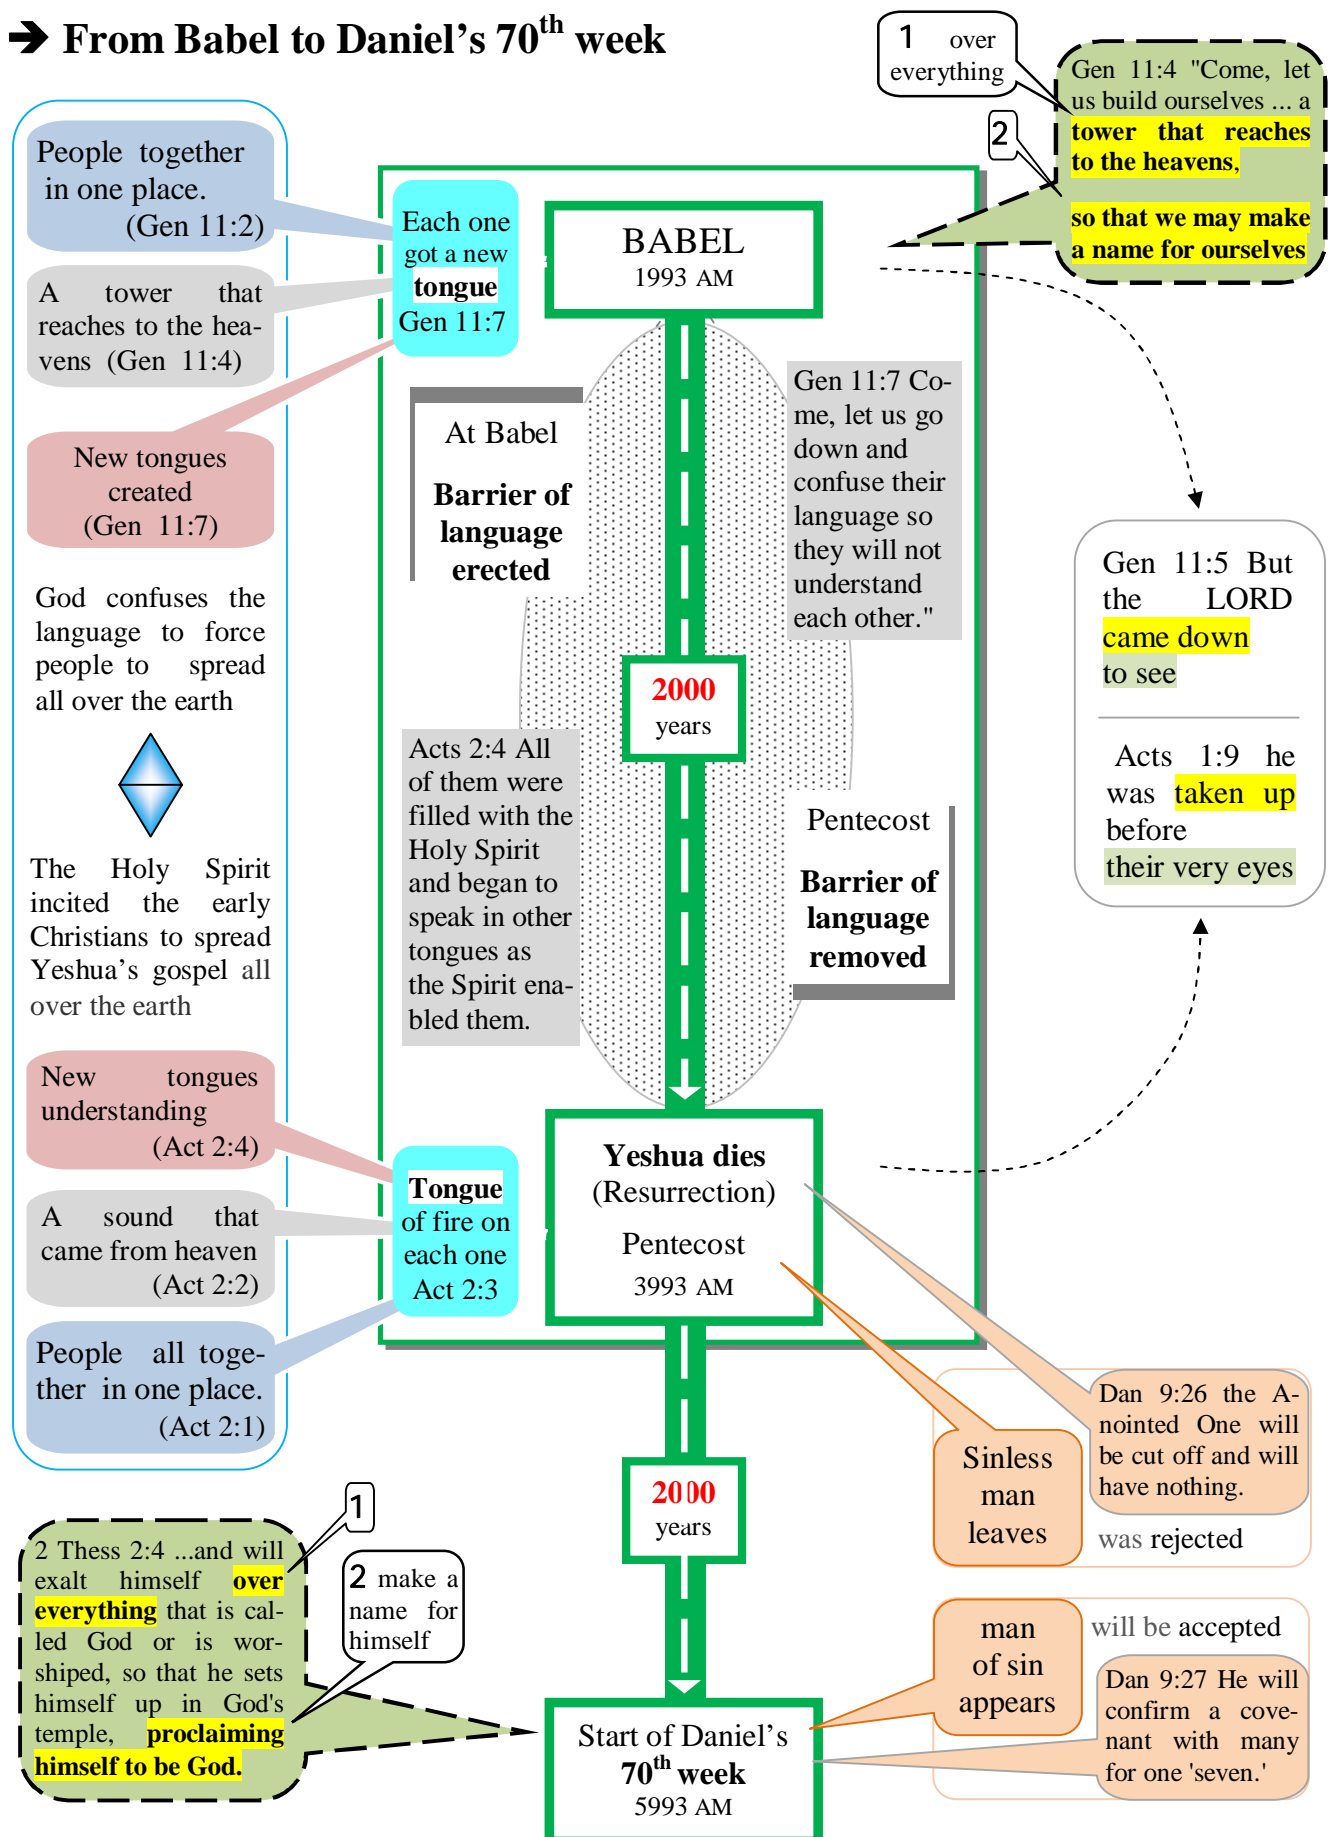 ➔ From Babel to Daniel's 70th week
1 over
everything
Gen 11:4 "Come, let
us build ourselves ... a
tower that reaches
to the heavens,
so that we may make
a name for ourselves
2
People together
in one place.
(Gen 11:2)
A tower that
reaches to the hea-
vens (Gen 11:4)
New tongues
created
(Gen 11:7)
God confuses the
language to force
people to spread
all over the earth
The Holy Spirit
incited the early
Christians to spread
Yeshua's gospel all
over the earth
New tongues
understanding
(Act 2:4)
A sound that
came from heaven
(Act 2:2)
People all toge-
ther in one place.
(Act 2:1)
Each one
got a new
tongue
Gen 11:7
BABEL
1993 AM
At Babel
Barrier of
language
erected
Gen 11:7 Co-
me, let us go
down and
confuse their
language so
they will not
understand
each other."
2000
years
Acts 2:4 All
of them were
filled with the
Holy Spirit
and began to
speak in other
tongues as
the Spirit ena-
bled them.
Pentecost
Barrier of
language
removed
Gen 11:5 But
the LORD
came down
to see
Acts 1:9 he
was taken up
before
their very eyes
Tongue
of fire on
each one
Act 2:3
Yeshua dies
(Resurrection)
Pentecost
3993 AM
2000
years
Dan 9:26 the A-
nointed One will
be cut off and will
have nothing.
Sinless
man
leaves
was rejected
man
of sin
appears
will be accepted
Dan 9:27 He will
confirm a cove-
nant with many
for one 'seven.'
1
2 make a
name for
himself
2 Thess 2:4 ...and will
exalt himself over
everything that is cal-
led God or is wor-
shiped, so that he sets
himself up in God's
temple, proclaiming
himself to be God.
Start of Daniel's
70th week
5993 AM